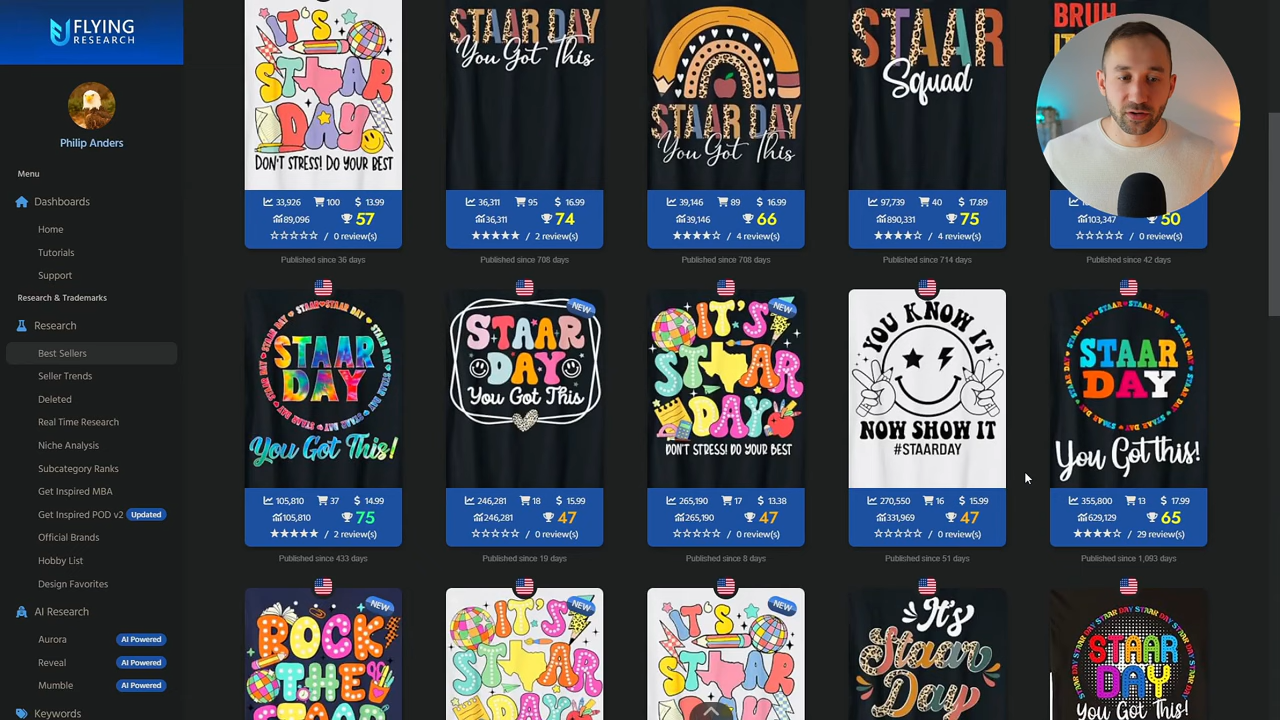 FLYING
RESEARCH
Philip Anders
Menu
Dashboards
Home
Tutorials
Support
Research & Trademarks
Research
Best Sellers
Seller Trends
Deleted
Real Time Research
Niche Analysis
Subcategory Ranks
Get Inspired MBA
Get Inspired POD v2 Updated
Official Brands
Hobby List
Design Favorites
AI Research
Aurora AI Powered
Reveal AI Powered
Mumble AI Powered
Keywords
IT'S
STAAR
DAY
DON'T STRESS! DO YOUR BEST
33,926 100 $ 13.99
89,096 57
/ 0 review(s)
Published since 36 days
STAAR DAY
You Got This
36,311 95 $ 16.99
36,311 74
/ 2 review(s)
Published since 708 days
STAAR DAY
You Got This
39,146 89 $ 16.99
39,146 66
/ 4 review(s)
Published since 708 days
STAAR
Squad
97,739 40 $ 17.89
890,331 75
/ 4 review(s)
Published since 714 days
BRUH
103,347 50
/ 0 review(s)
Published since 42 days
STAAR
DAY
You Got This!
105,810 37 $ 14.99
105,810 75
/ 2 review(s)
Published since 433 days
NEW
STAAR
DAY
You Got This
246,281 18 $ 15.99
246,281 47
/ 0 review(s)
Published since 19 days
NEW
IT'S
STAAR
DAY
DON'T STRESS! DO YOUR BEST
265,190 17 $ 13.38
265,190 47
/ 0 review(s)
Published since 8 days
YOU KNOW IT
NOW SHOW IT
#STAARDAY
270,550 16 $ 15.99
331,969 47
/ 0 review(s)
Published since 51 days
STAAR
DAY
You Got this!
355,800 13 $ 17.99
629,129 65
/ 29 review(s)
Published since 1,093 days
NEW
ROCK
THE
STAAR
NEW
IT'S
STAAR
DAY
NEW
IT'S
STAAR
DAY
It's
Staar
Day
STAAR
DAY
You Got This!